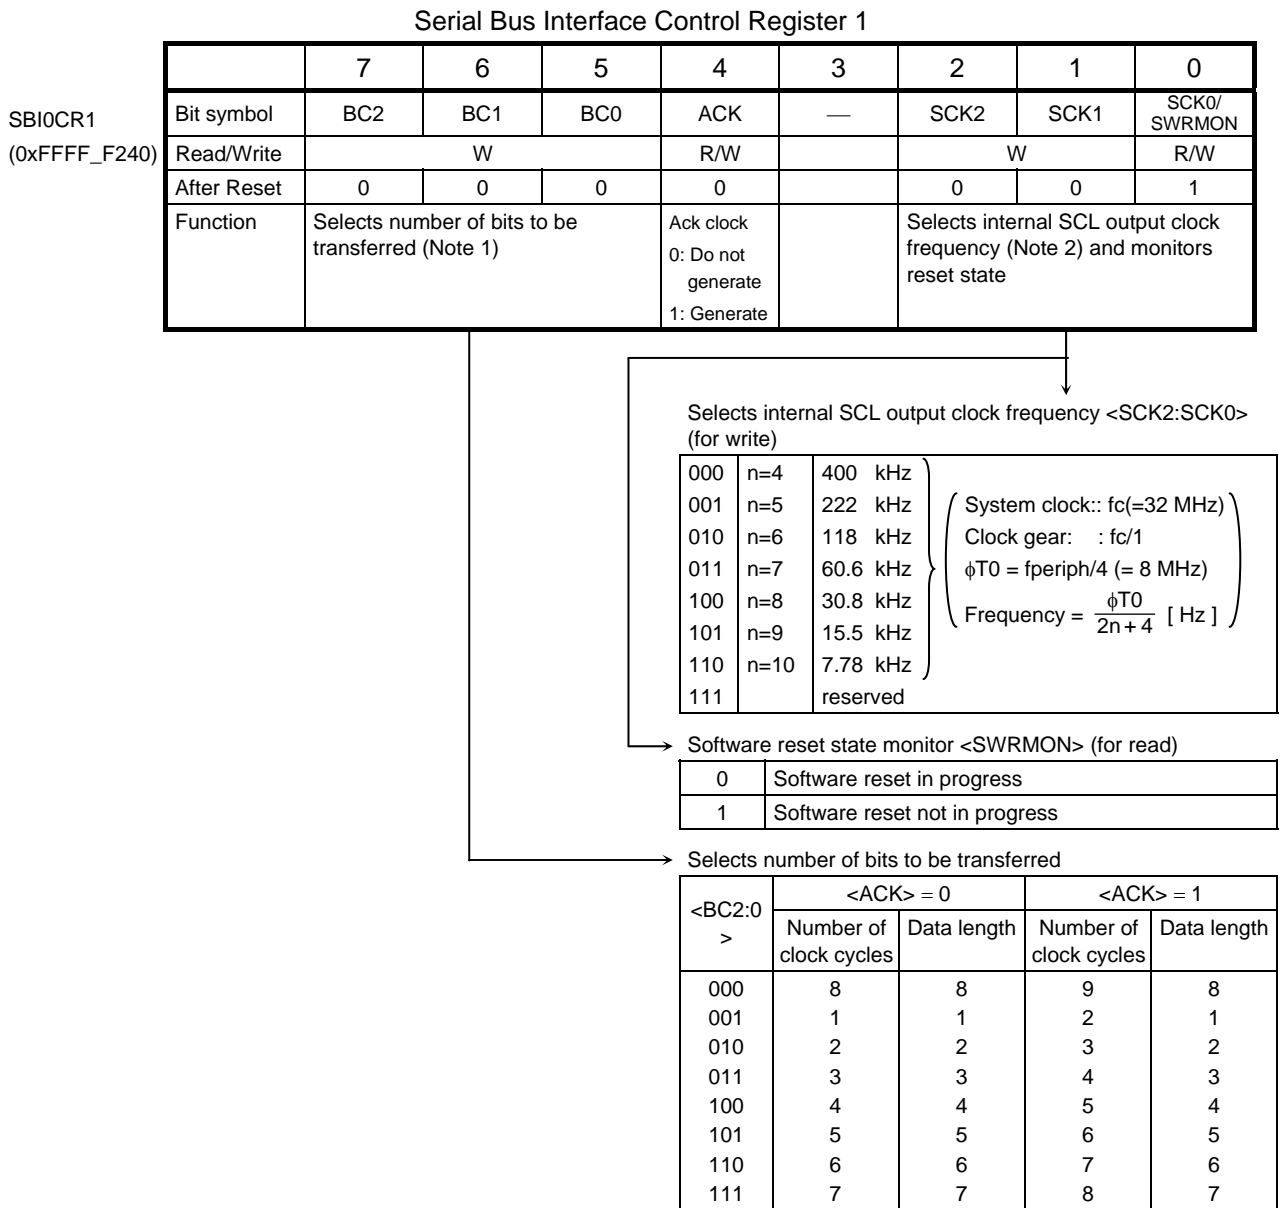 Serial Bus Interface Control Register 1
7 6 5 4 3 2 1 0
SBI0CR1
(0xFFFF_F240)
Bit symbol BC2 BC1 BC0 ACK — SCK2 SCK1 SCK0/
SWRMON
Read/Write W R/W W R/W
After Reset 0 0 0 0 0 0 1
Function Selects number of bits to be
transferred (Note 1)
Ack clock
0: Do not
generate
1: Generate
Selects internal SCL output clock
frequency (Note 2) and monitors
reset state
Selects internal SCL output clock frequency <SCK2:SCK0>
(for write)
000 n=4 400 kHz
001 n=5 222 kHz
010 n=6 118 kHz
011 n=7 60.6 kHz
100 n=8 30.8 kHz
101 n=9 15.5 kHz
110 n=10 7.78 kHz
111 reserved
System clock:: fc(=32 MHz)
Clock gear: : fc/1
ϕT0 = fperiph/4 (= 8 MHz)
Frequency = ϕT0 [ Hz ]
2n + 4
Software reset state monitor <SWRMON> (for read)
0 Software reset in progress
1 Software reset not in progress
Selects number of bits to be transferred
<BC2:0
>
<ACK> = 0 <ACK> = 1
Number of
clock cycles
Data length
Number of
clock cycles
Data length
000 8 8 9 8
001 1 1 2 1
010 2 2 3 2
011 3 3 4 3
100 4 4 5 4
101 5 5 6 5
110 6 6 7 6
111 7 7 8 7